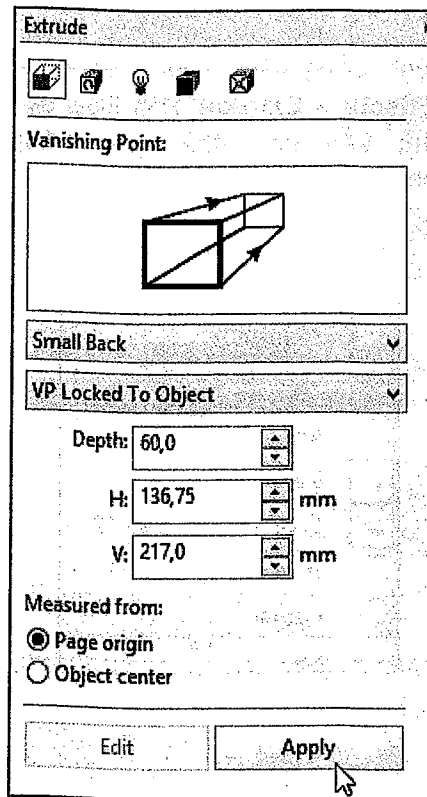 Extrude
Vanishing Point:
Small Back
VP Locked To Object
Depth: 60,0
H: 136,75 mm
V: 217,0 mm
Measured from:
Page origin
Object center
Edit Apply